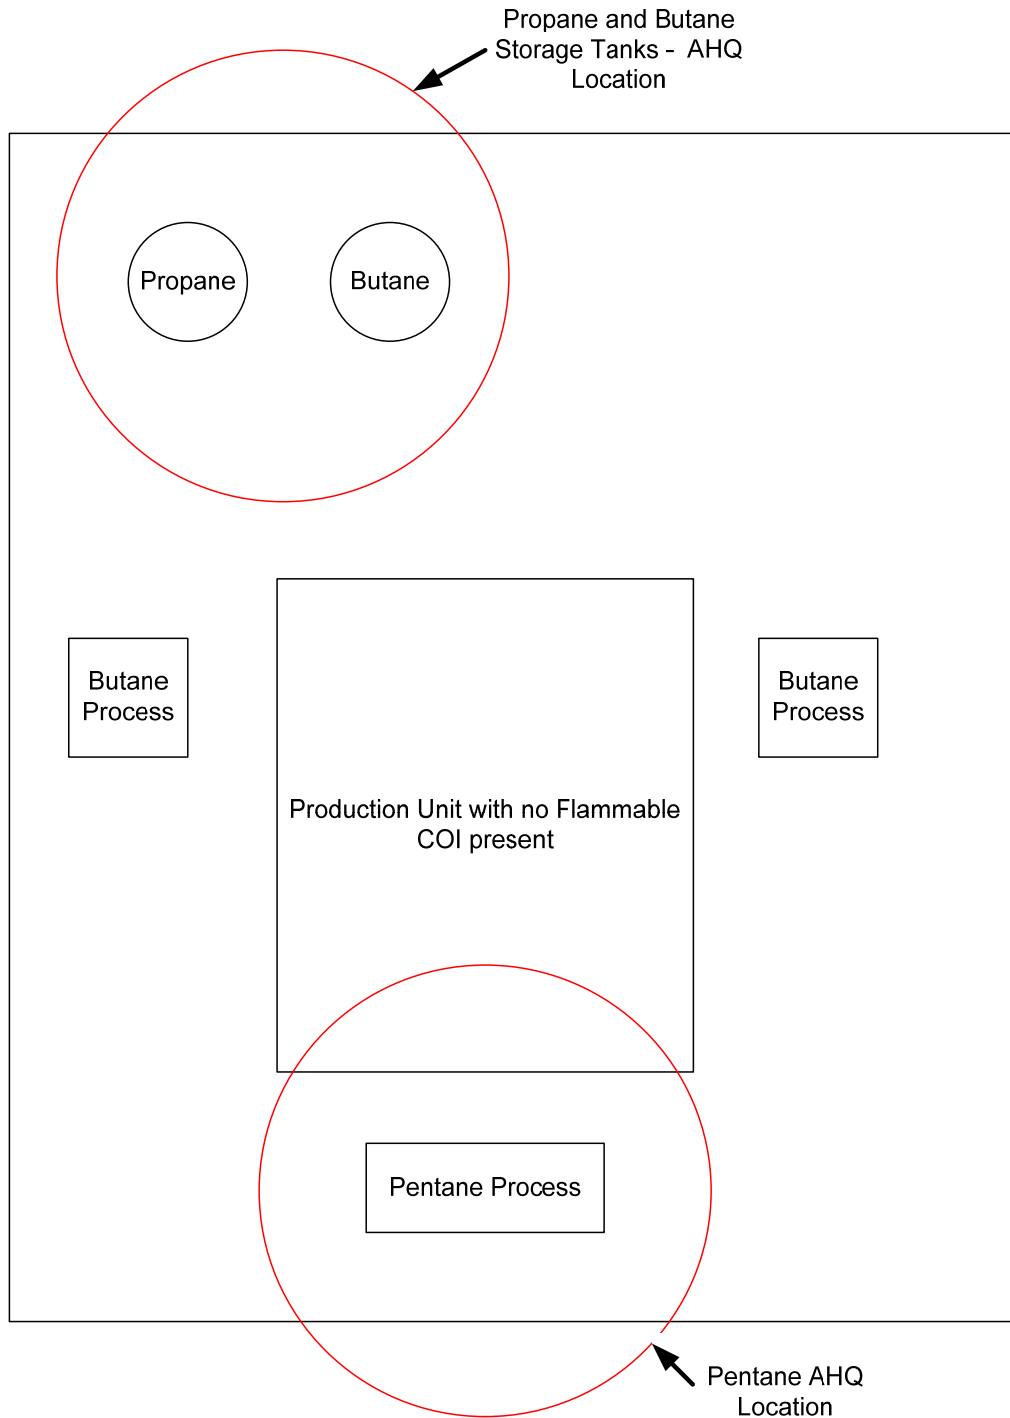 Propane and Butane
Storage Tanks - AHQ
Location
Propane
Butane
Butane
Process
Butane
Process
Production Unit with no Flammable
COI present
Pentane Process
Pentane AHQ
Location